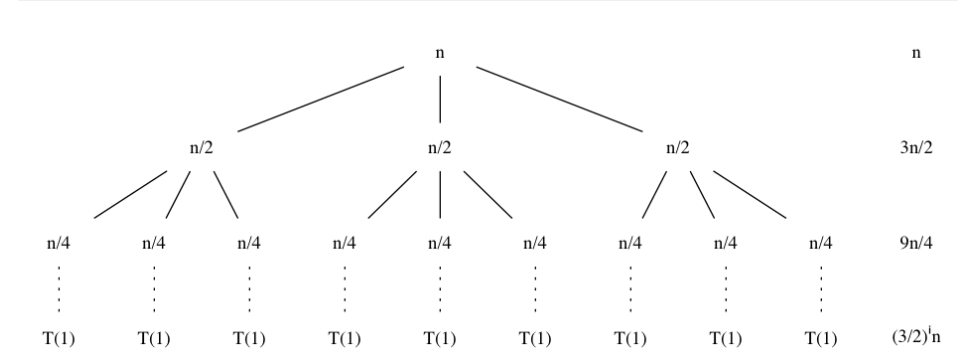 n n
n/2 n/2 n/2 3n/2
n/4 n/4 n/4 n/4 n/4 n/4 n/4 n/4 n/4 9n/4
T(1) T(1) T(1) T(1) T(1) T(1) T(1) T(1) T(1) (3/2)ⁱn